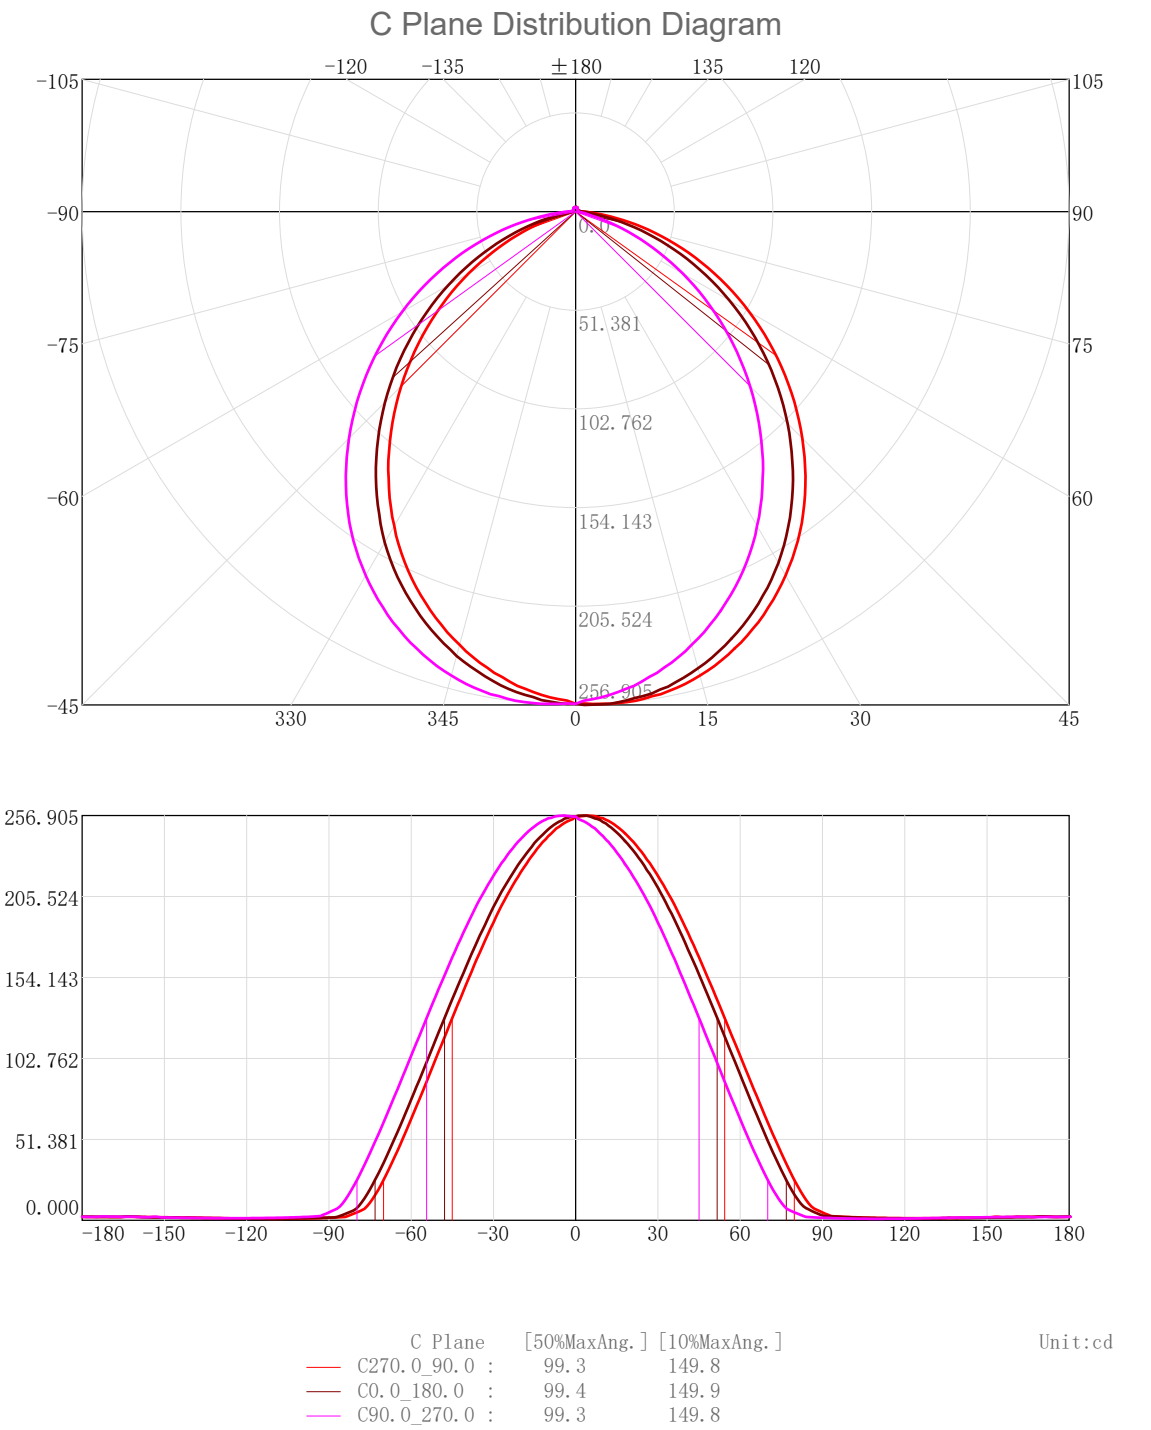 C Plane Distribution Diagram
-120 -135 ±180 135 120
-105 105
-90 90
0.0
51.381
-75 75
102.762
-60 60
154.143
205.524
256.905
-45 45
330 345 0 15 30
256.905
205.524
154.143
102.762
51.381
0.000
-180 -150 -120 -90 -60 -30 0 30 60 90 120 150 180
C Plane [50%MaxAng.] [10%MaxAng.] Unit:cd
C270.0_90.0 : 99.3 149.8
C0.0_180.0 : 99.4 149.9
C90.0_270.0 : 99.3 149.8